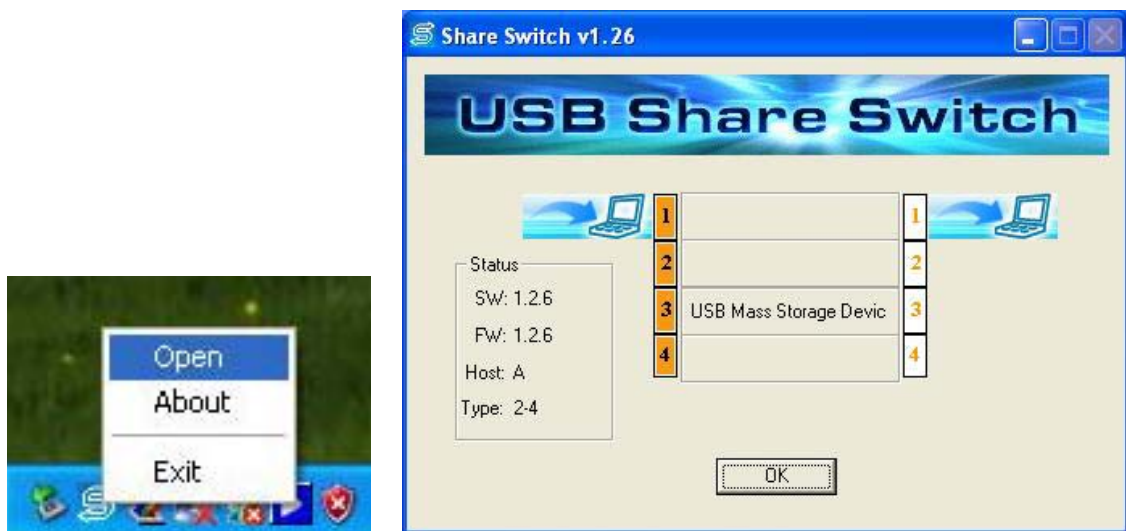 Open
About
Exit
Share Switch v1.26
USB Share Switch
1
1
2
2
3
USB Mass Storage Devic
3
4
4
Status
SW: 1.2.6
FW: 1.2.6
Host: A
Type: 2-4
OK